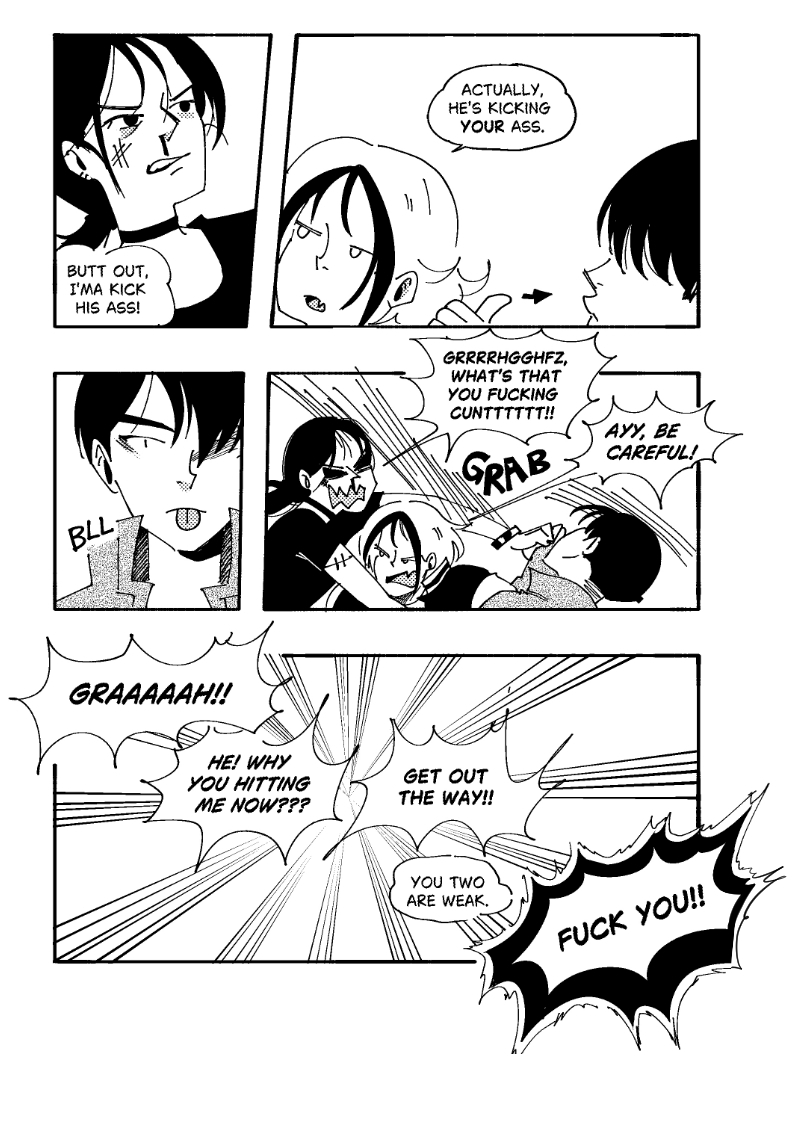 BUTT OUT,
I'MA KICK
HIS ASS!
ACTUALLY,
HE'S KICKING
YOUR ASS.
BLL
GRRRRHGGHFZ,
WHAT'S THAT
YOU FUCKING
CUNTTTTTT!!
GRAB
AYY, BE
CAREFUL!
GRAAAAAH!!
HE! WHY
YOU HITTING
ME NOW???
GET OUT
THE WAY!!
YOU TWO
ARE WEAK.
FUCK YOU!!